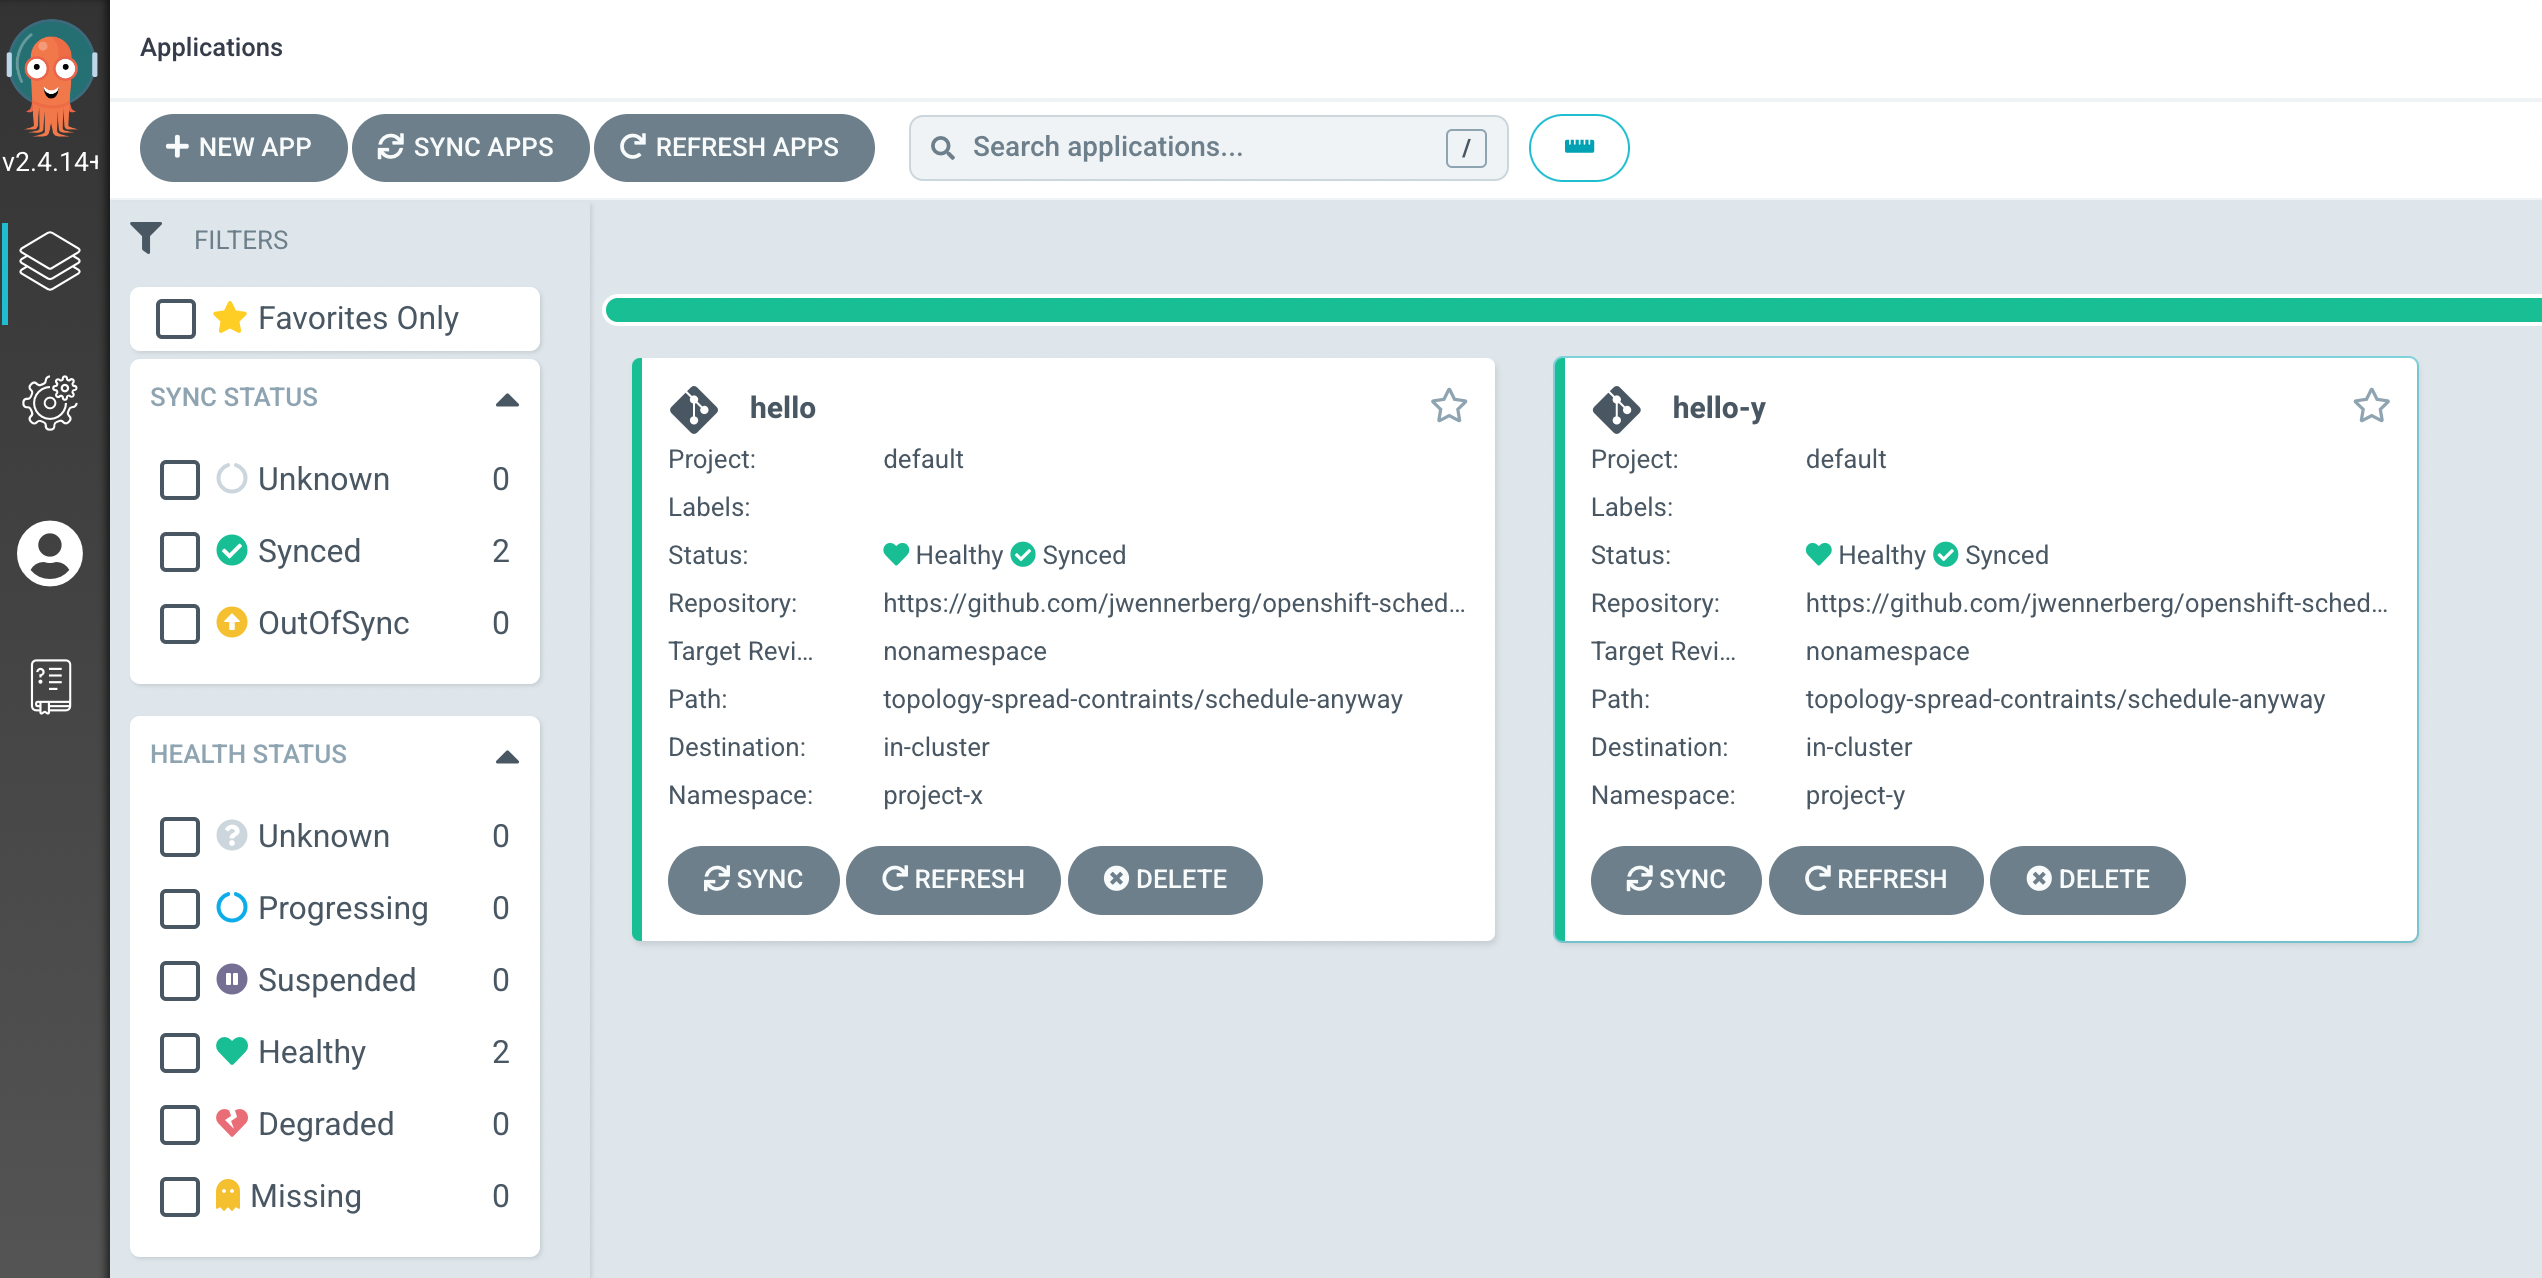 Applications
v2.4.14+
NEW APP
SYNC APPS
REFRESH APPS
Search applications...
/
FILTERS
Favorites Only
SYNC STATUS
Unknown 0
Synced 2
OutOfSync 0
HEALTH STATUS
Unknown 0
Progressing 0
Suspended 0
Healthy 2
Degraded 0
Missing 0
hello
Project: default
Labels:
Status: Healthy Synced
Repository: https://github.com/jwennerberg/openshift-sched...
Target Revi... nonamespace
Path: topology-spread-contraints/schedule-anyway
Destination: in-cluster
Namespace: project-x
SYNC REFRESH DELETE
hello-y
Project: default
Labels:
Status: Healthy Synced
Repository: https://github.com/jwennerberg/openshift-sched...
Target Revi... nonamespace
Path: topology-spread-contraints/schedule-anyway
Destination: in-cluster
Namespace: project-y
SYNC REFRESH DELETE